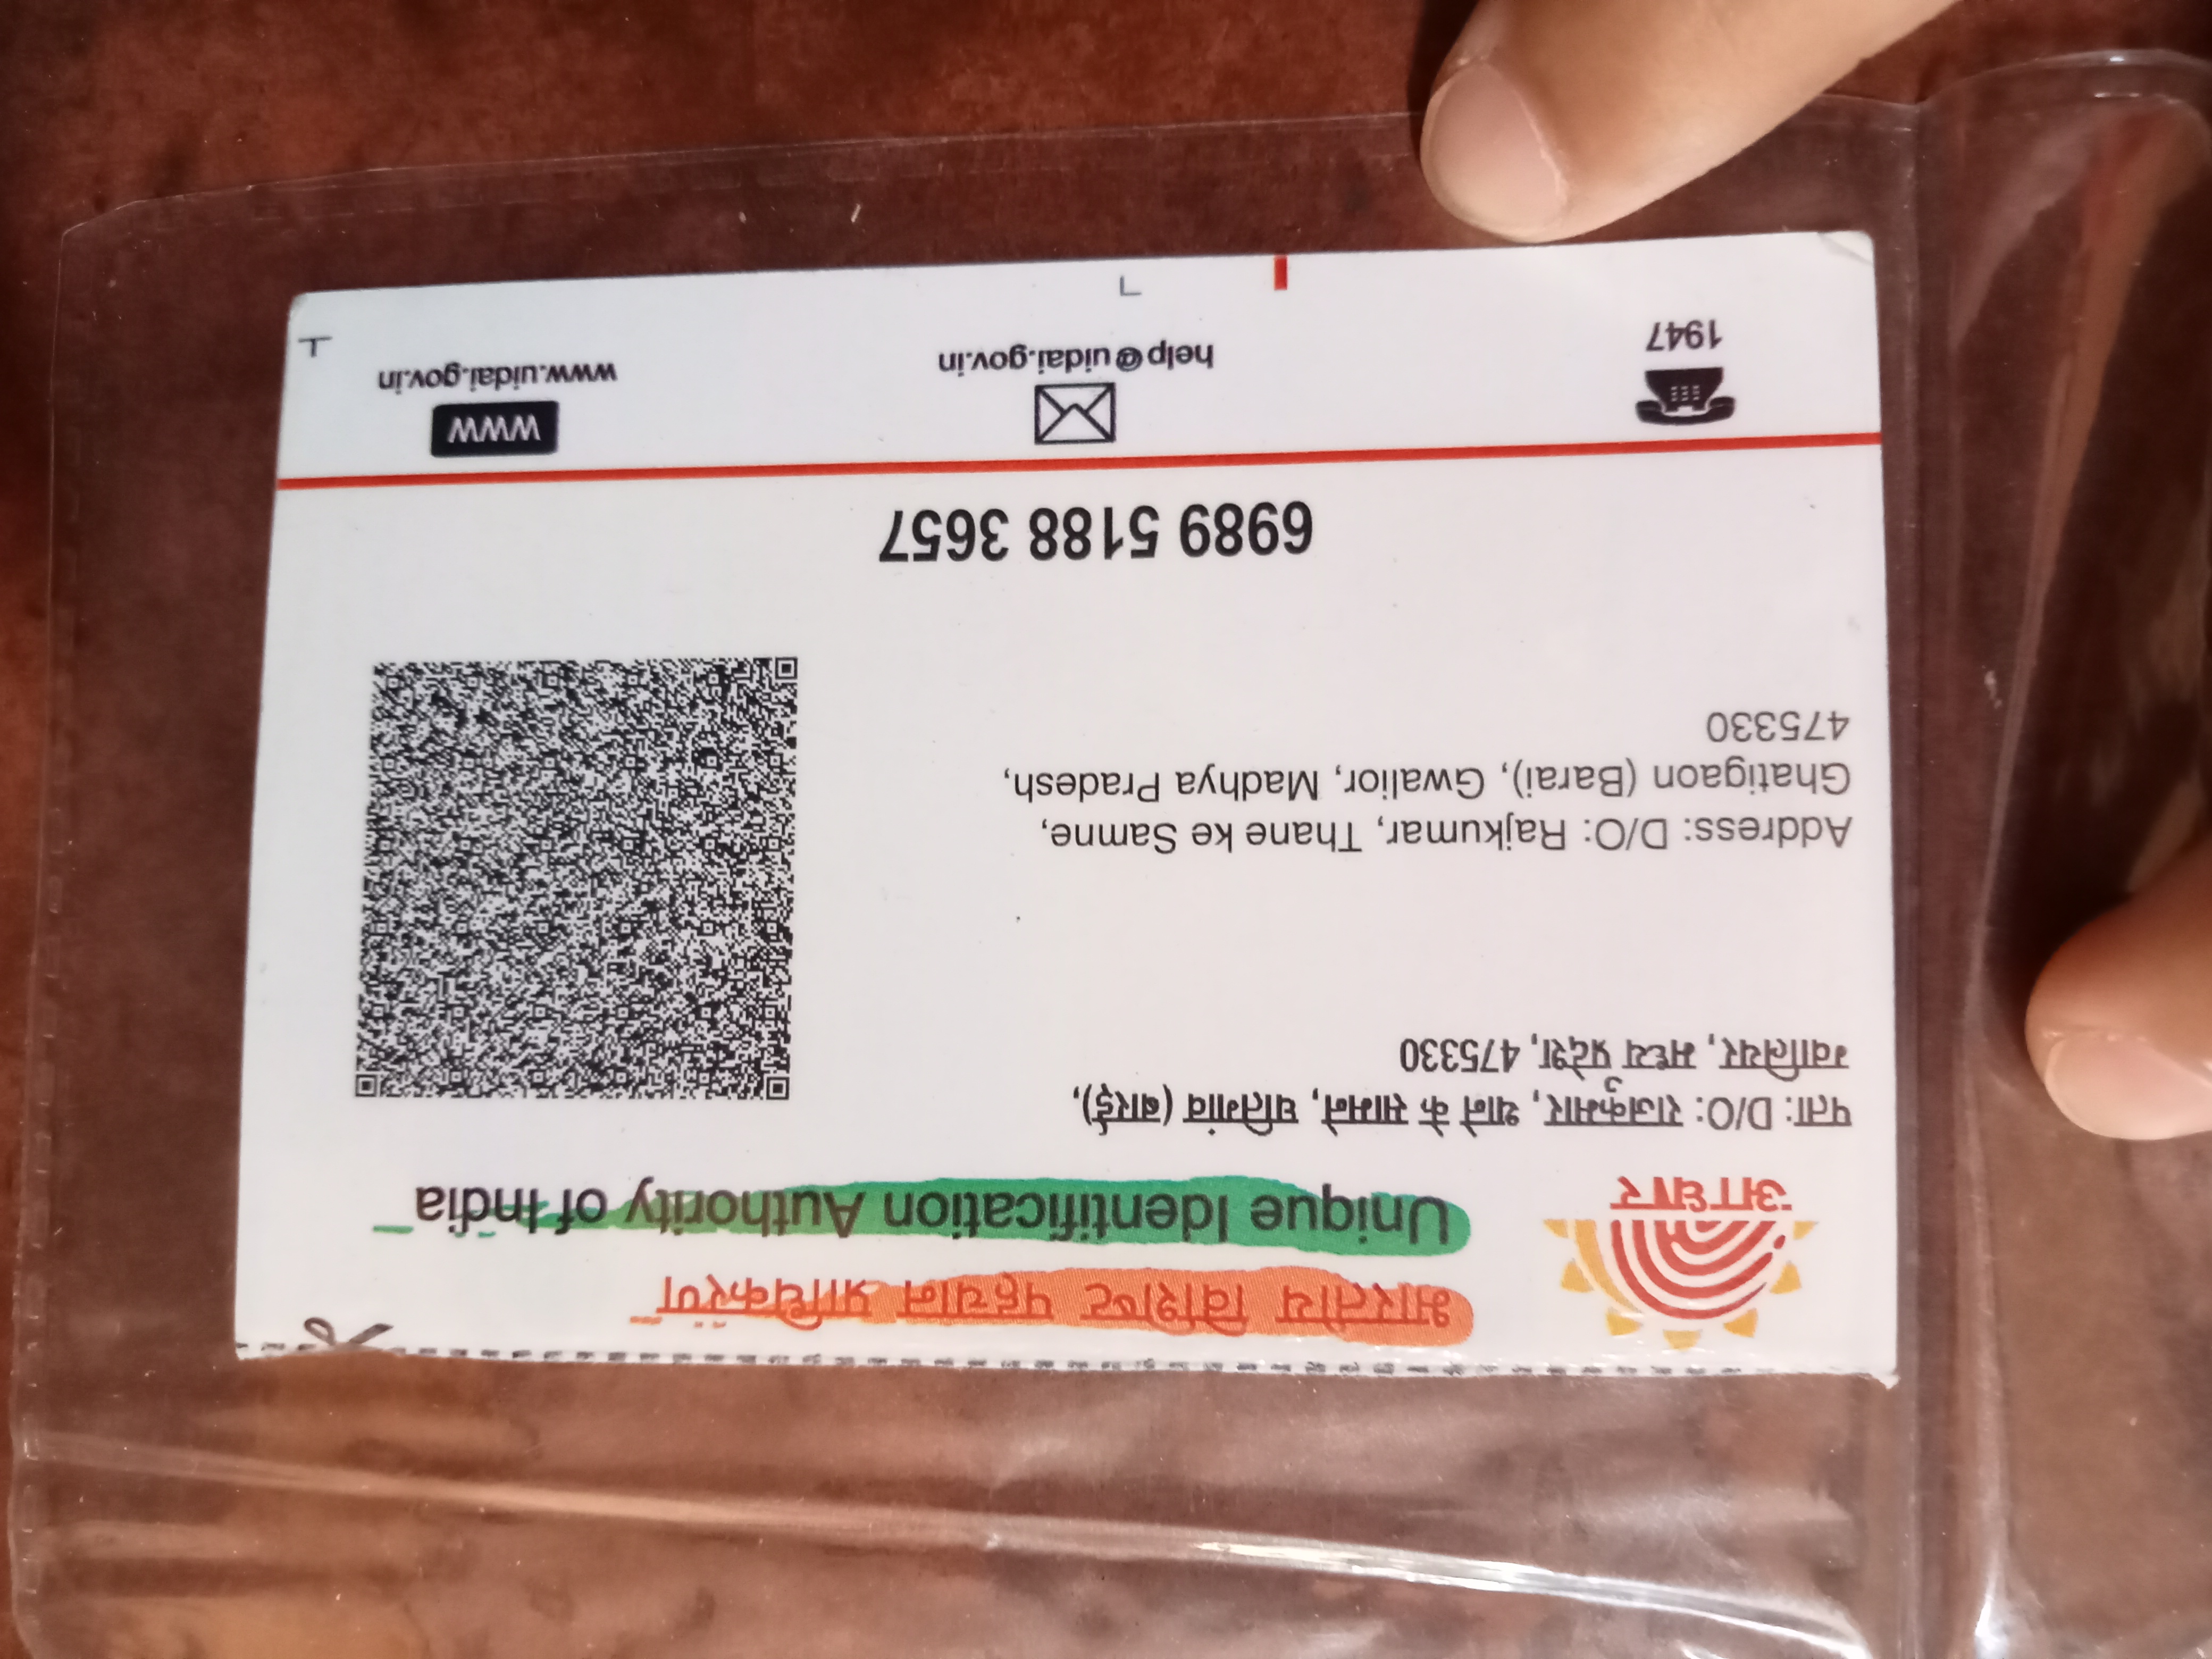 भारतीय विशिष्ट पहचान प्राधिकरण
Unique Identification Authority of India
आधार
पता: D/O: राजकुमार, थाने के सामने, घातिगांव (बारई),
ग्वालियर, मध्य प्रदेश, 475330
Address: D/O: Rajkumar, Thane ke Samne,
Ghatigaon (Barai), Gwalior, Madhya Pradesh,
475330
6989 5188 3657
1947
help@uidai.gov.in
WWW
www.uidai.gov.in